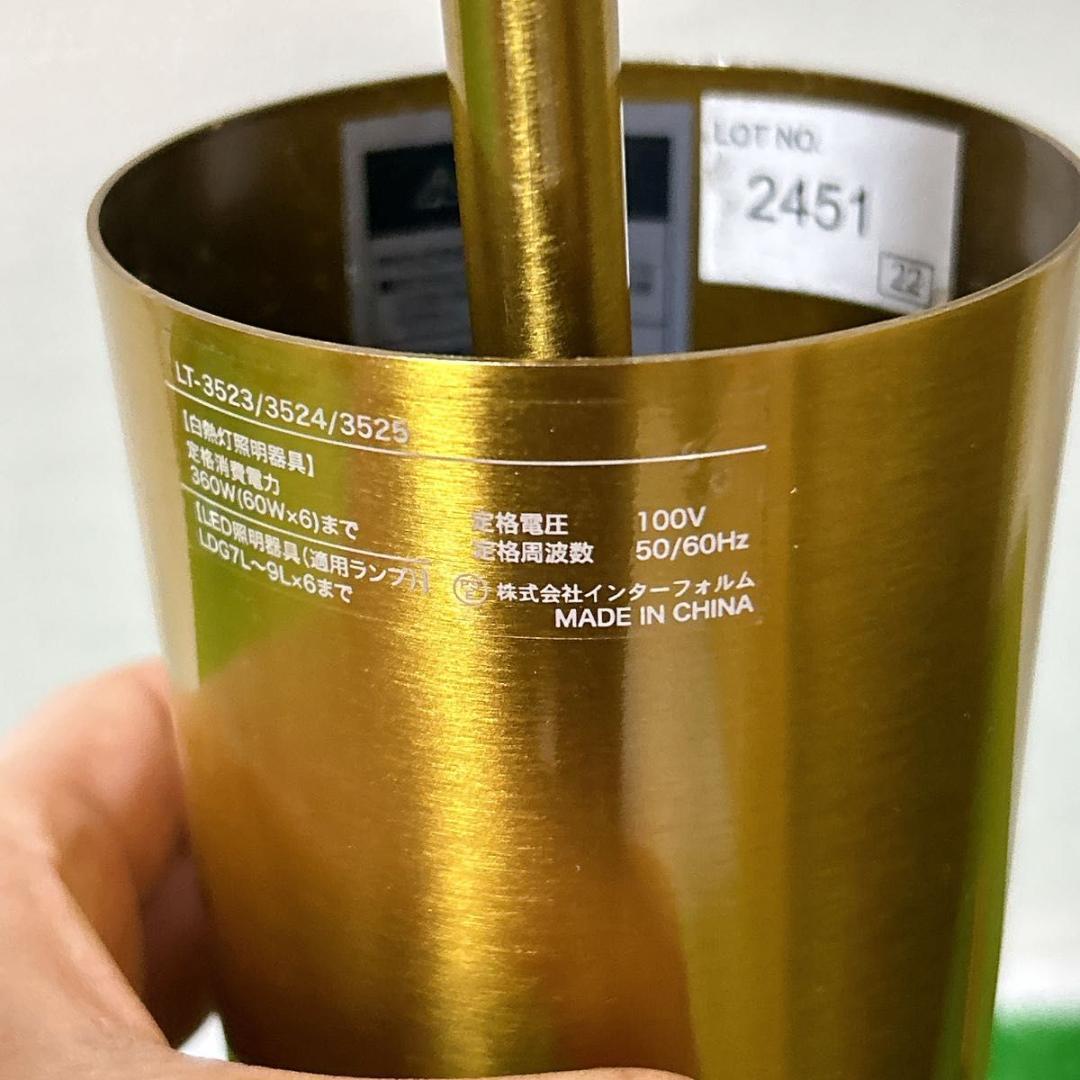 LOT NO.
2451
22
LT-3523/3524/3525
【白熱灯照明器具】
定格消費電力
360W(60W×6)まで
【LED照明器具(適用ランプ)】
LDG7L〜9L×6まで
定格電圧 100V
定格周波数 50/60Hz
株式会社インターフォルム
MADE IN CHINA